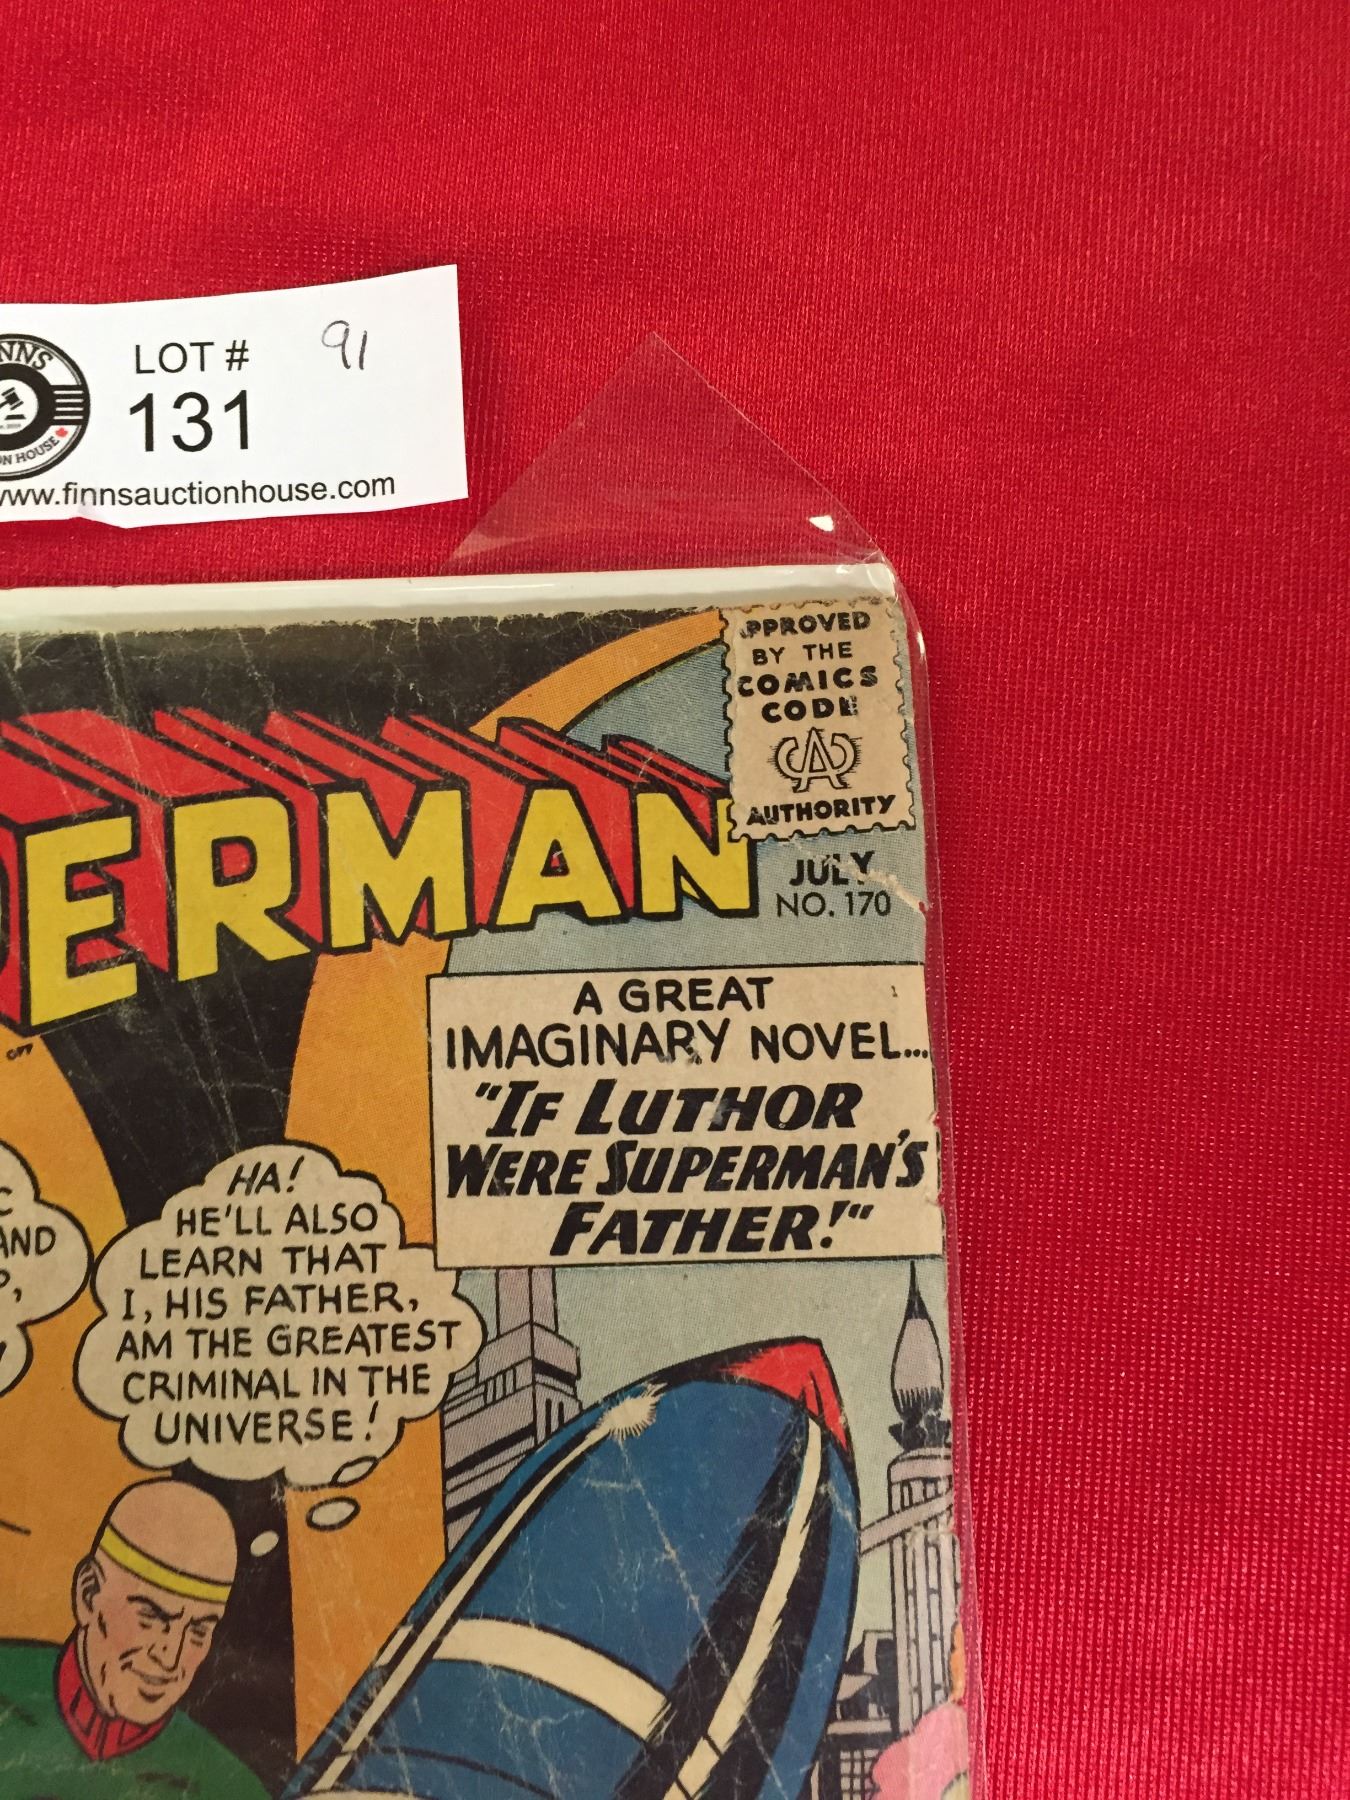 LOT # 91
131
www.finnsauctionhouse.com
APPROVED
BY THE
COMICS
CODE
AUTHORITY
ERMAN
JULY
NO. 170
A GREAT
IMAGINARY NOVEL...
"IF LUTHOR
WERE SUPERMAN'S
FATHER!"
AND
HA!
HE'LL ALSO
LEARN THAT
I, HIS FATHER,
AM THE GREATEST
CRIMINAL IN THE
UNIVERSE!